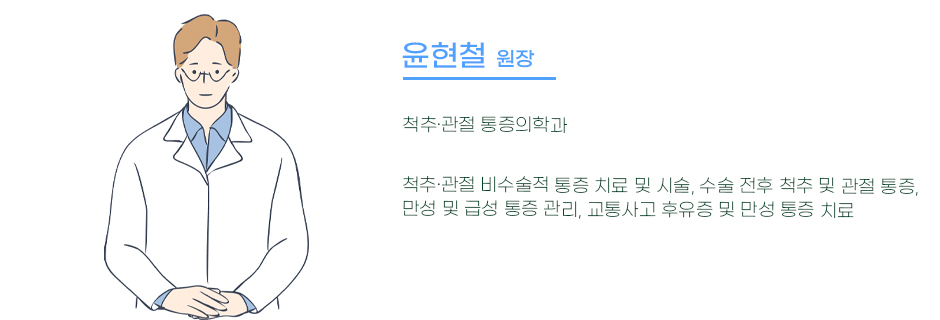 윤현철 원장
척추·관절 통증의학과
척추·관절 비수술적 통증 치료 및 시술, 수술 전후 척추 및 관절 통증,
만성 및 급성 통증 관리, 교통사고 후유증 및 만성 통증 치료